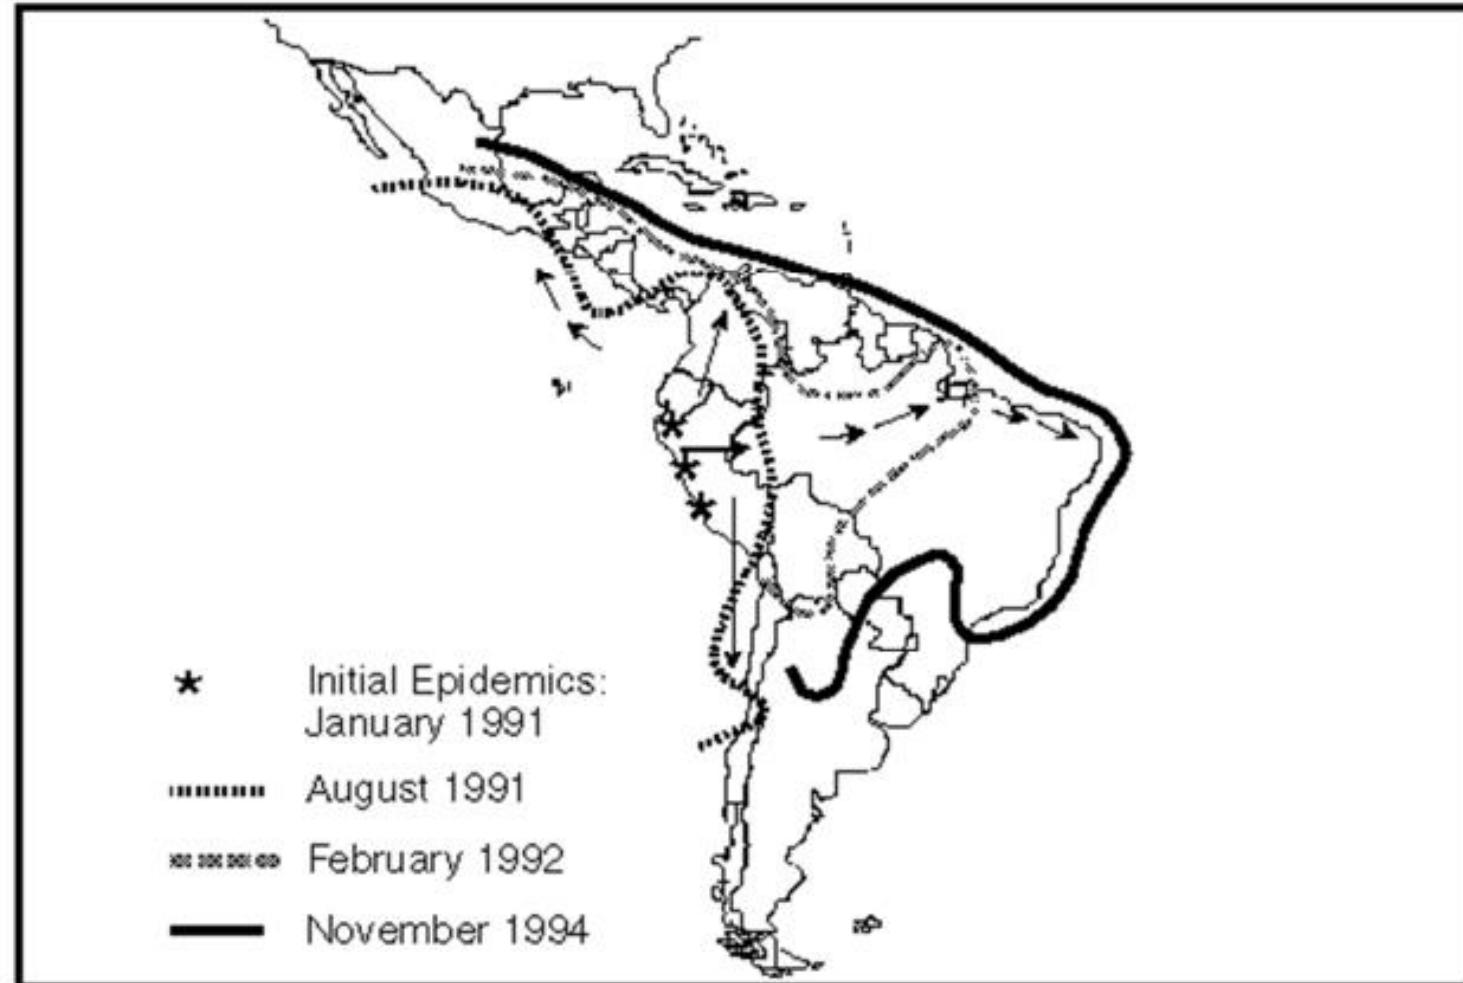 Initial Epidemics:
January 1991
August 1991
February 1992
November 1994